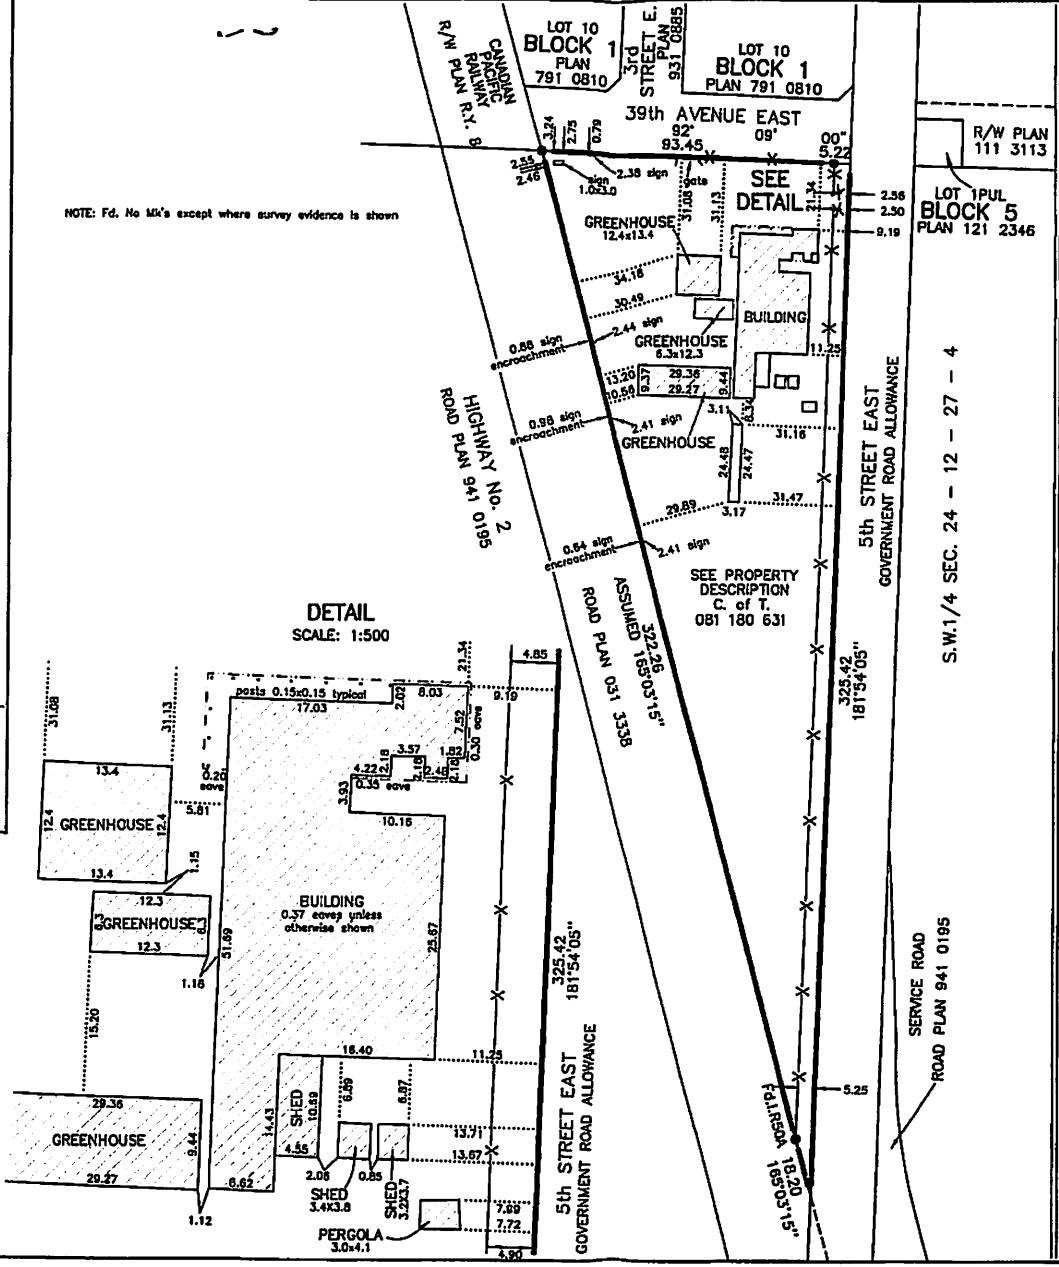 LOT 10
BLOCK 1
PLAN
791 0810
3rd
STREET E.
PLAN
931 0885
LOT 10
BLOCK 1
PLAN 791 0810
CANADIAN
PACIFIC
RAILWAY
R/W PLAN R.Y. 8
39th AVENUE EAST
92° 09' 00"
93.45
5.22
3.24
2.75
0.79
2.55
2.46
sign
1.0x3.0
2.38 sign
gate
SEE
DETAIL
R/W PLAN
111 3113
LOT 1PUL
BLOCK 5
PLAN 121 2346
2.56
2.50
9.19
21.34
31.08
31.13
NOTE: Fd. No Mk's except where survey evidence is shown
GREENHOUSE
12.4x13.4
34.16
30.49
BUILDING
11.25
0.88 sign
encroachment
2.44 sign
GREENHOUSE
6.3x12.3
13.20
10.56
9.37
29.36
29.27
9.44
GREENHOUSE
0.98 sign
encroachment
2.41 sign
3.11
8.34
31.16
24.48
24.47
31.47
3.17
29.89
HIGHWAY No. 2
ROAD PLAN 941 0195
0.64 sign
encroachment
2.41 sign
SEE PROPERTY
DESCRIPTION
C. of T.
081 180 631
5th STREET EAST
GOVERNMENT ROAD ALLOWANCE
S.W.1/4 SEC. 24 - 12 - 27 - 4
322.26
ASSUMED 165°03'15"
ROAD PLAN 031 3338
325.42
181°54'05"
SERVICE ROAD
ROAD PLAN 941 0195
5.25
Fd.I.R50A
18.20
165°03'15"
DETAIL
SCALE: 1:500
4.85
21.34
9.19
31.08
31.13
posts 0.15x0.15 typical
17.03
2.02
8.03
7.52
0.30 eave
3.57
1.82
2.18
2.18
2.46
2.18
4.22
0.35 eave
3.93
10.16
0.20
eave
5.81
13.4
12.4
GREENHOUSE
12.4
13.4
1.15
12.3
6.3
GREENHOUSE
6.3
12.3
1.16
51.69
BUILDING
0.37 eaves unless
otherwise shown
25.67
325.42
181°54'05"
15.20
16.40
11.25
29.36
GREENHOUSE
9.44
29.27
1.12
6.62
14.43
SHED
10.69
4.55
6.89
6.87
2.06
0.85
SHED
3.4X3.8
SHED
3.2X3.7
13.71
13.67
PERGOLA
3.0x4.1
7.99
7.72
4.90
5th STREET EAST
GOVERNMENT ROAD ALLOWANCE